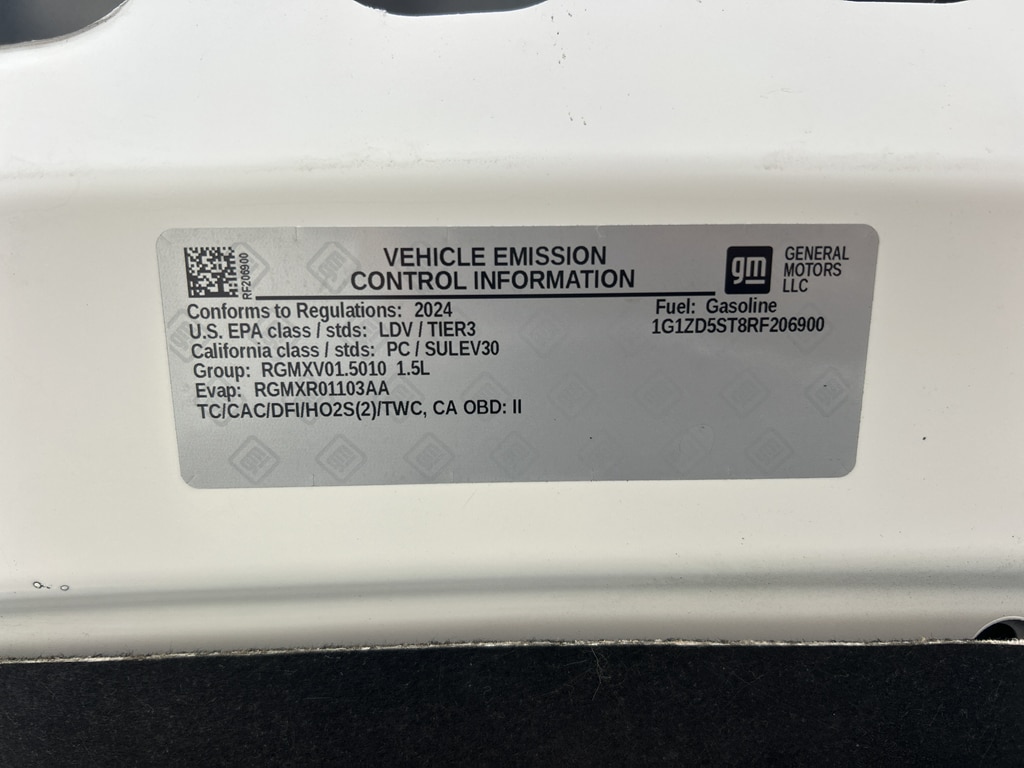 RF206900
VEHICLE EMISSION
CONTROL INFORMATION
gm
GENERAL
MOTORS
LLC
Conforms to Regulations: 2024
Fuel: Gasoline
U.S. EPA class / stds: LDV / TIER3
1G1ZD5ST8RF206900
California class / stds: PC / SULEV30
Group: RGMXV01.5010 1.5L
Evap: RGMXR01103AA
TC/CAC/DFI/HO2S(2)/TWC, CA OBD: II